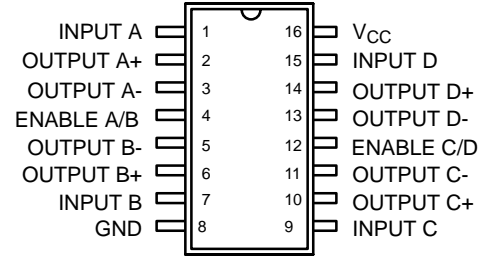 INPUT A 1 16 VCC
OUTPUT A+ 2 15 INPUT D
OUTPUT A- 3 14 OUTPUT D+
ENABLE A/B 4 13 OUTPUT D-
OUTPUT B- 5 12 ENABLE C/D
OUTPUT B+ 6 11 OUTPUT C-
INPUT B 7 10 OUTPUT C+
GND 8 9 INPUT C